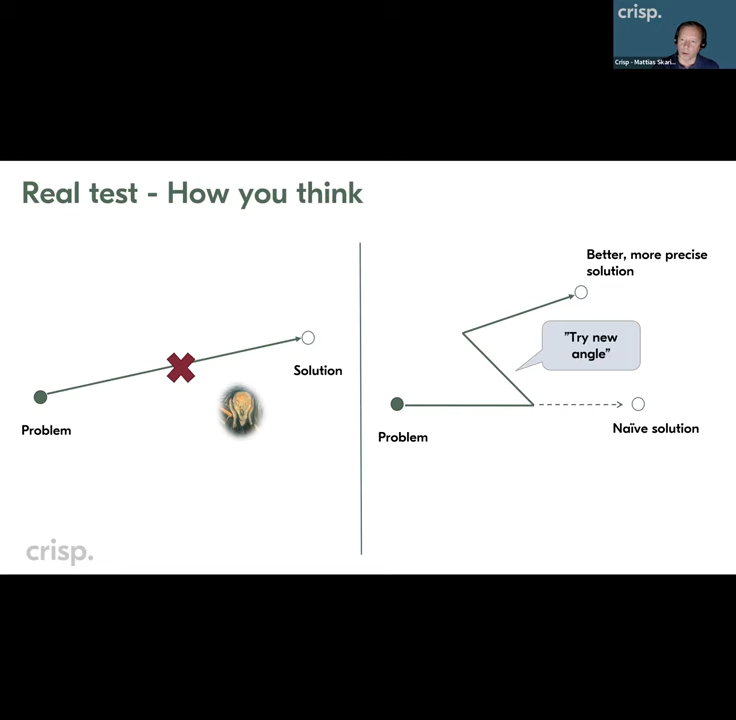 crisp.
Crisp - Mattias Skari...
Real test - How you think
Better, more precise
solution
"Try new
angle"
Solution
Problem
Problem
Naïve solution
crisp.